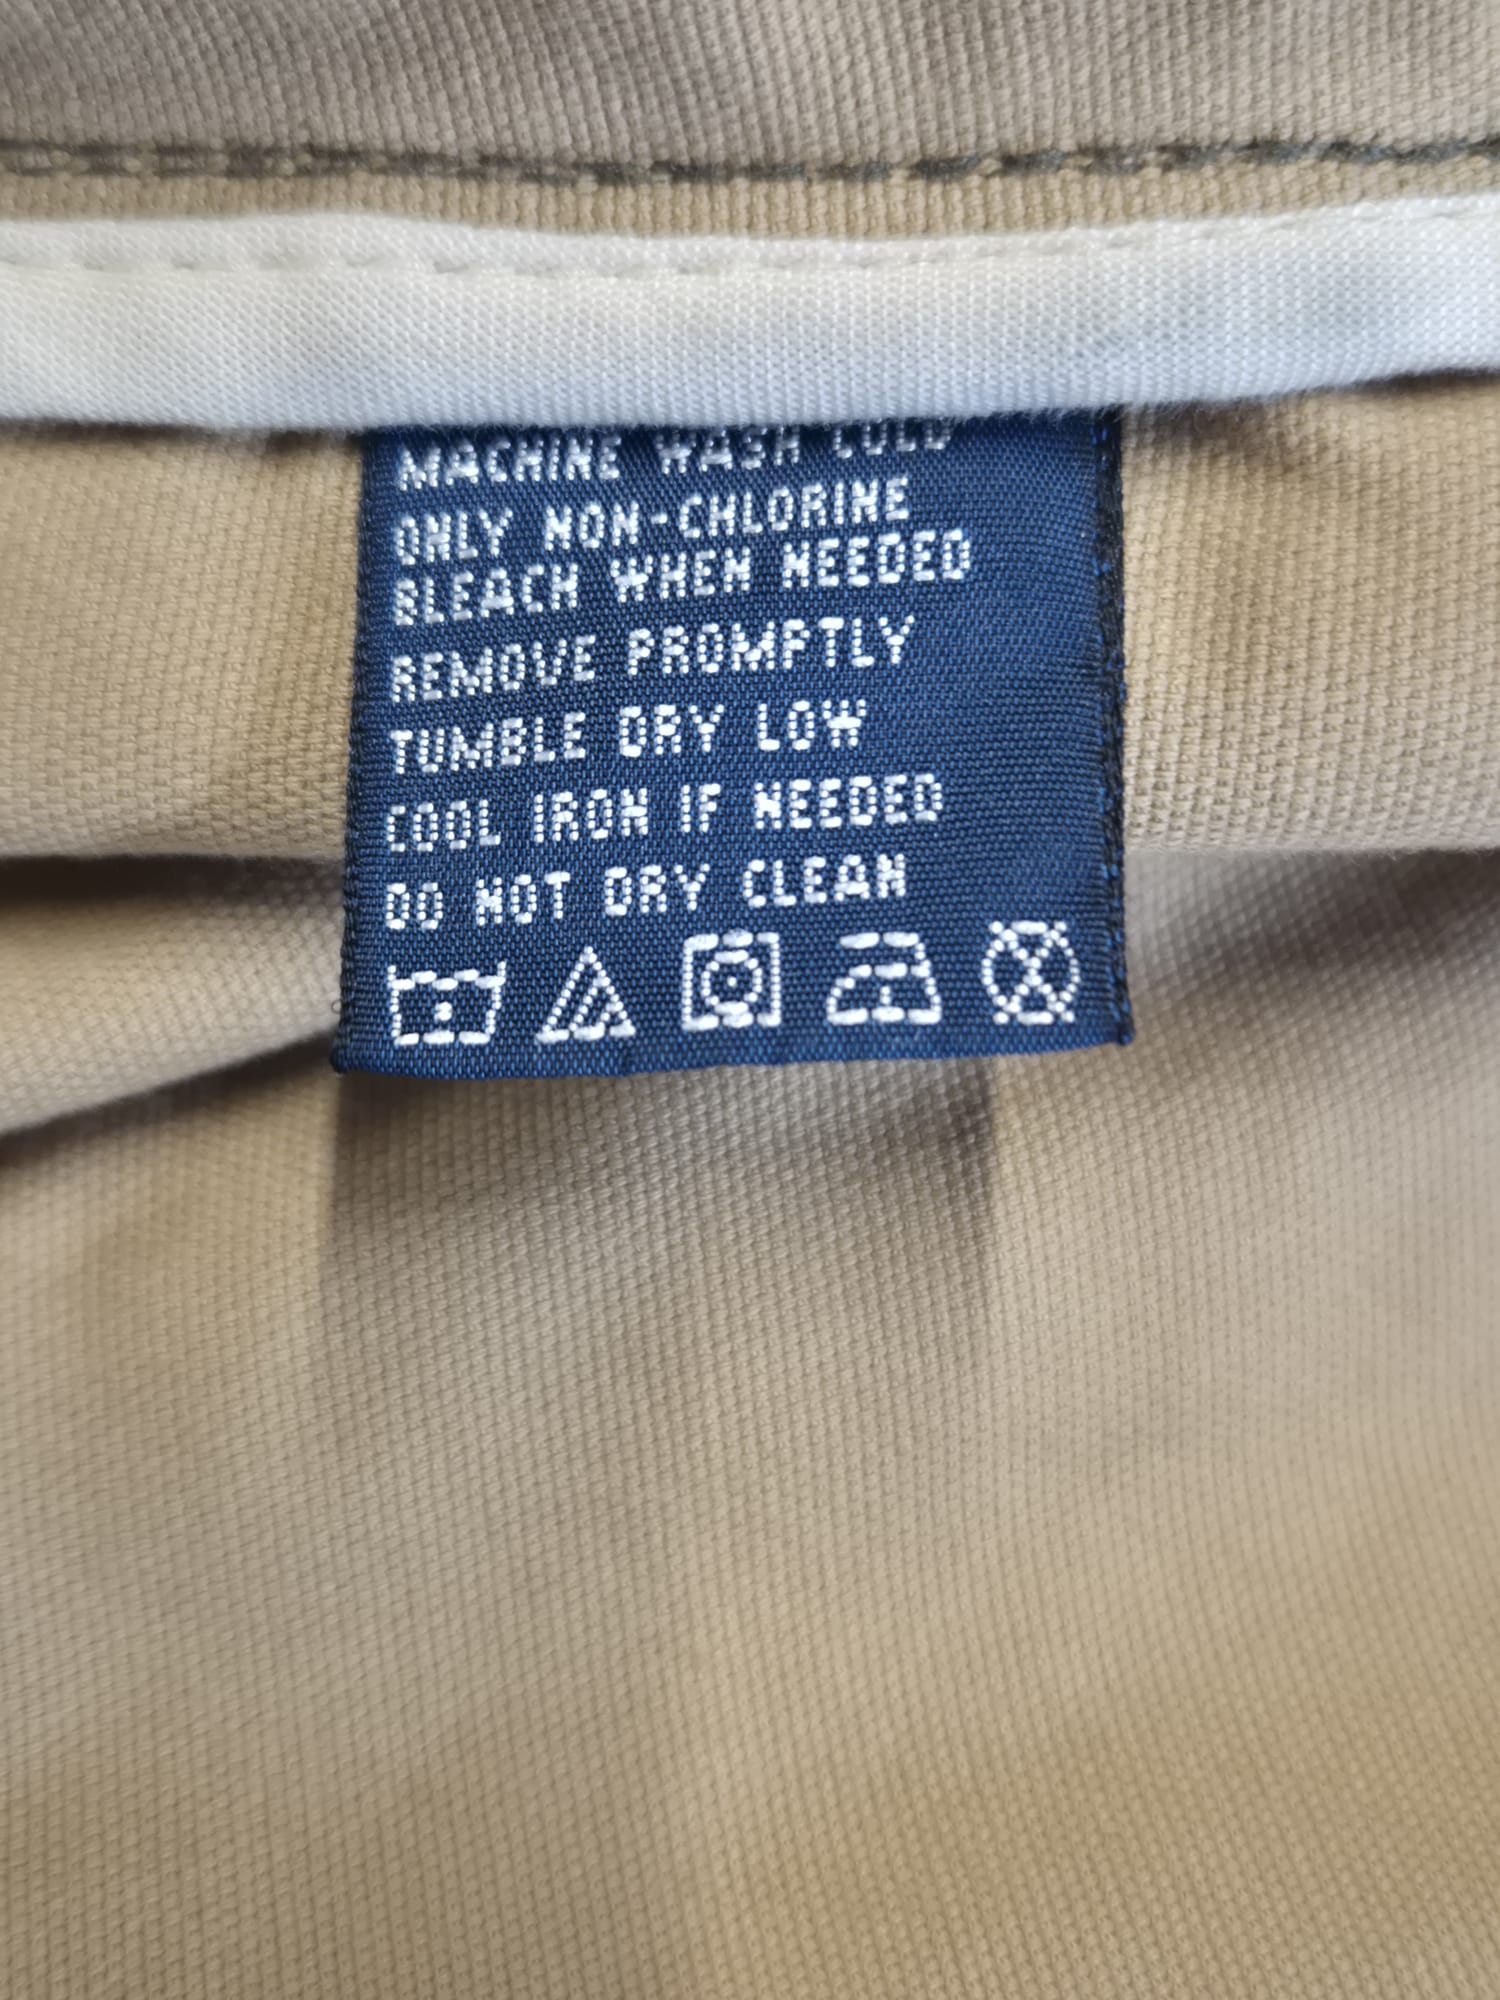 MACHINE WASH COLD
ONLY NON-CHLORINE
BLEACH WHEN NEEDED
REMOVE PROMPTLY
TUMBLE DRY LOW
COOL IRON IF NEEDED
DO NOT DRY CLEAN